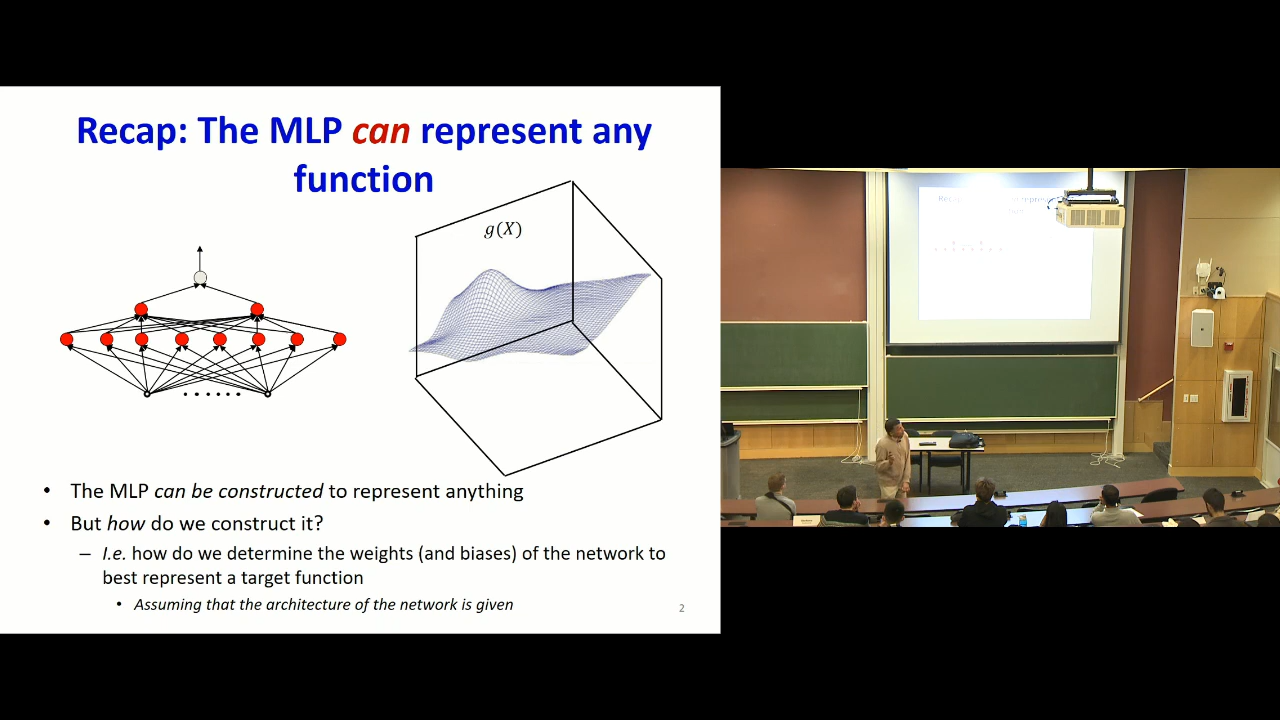 Recap: The MLP can represent any
function
g(X)
• The MLP can be constructed to represent anything
• But how do we construct it?
– I.e. how do we determine the weights (and biases) of the network to
best represent a target function
• Assuming that the architecture of the network is given
2